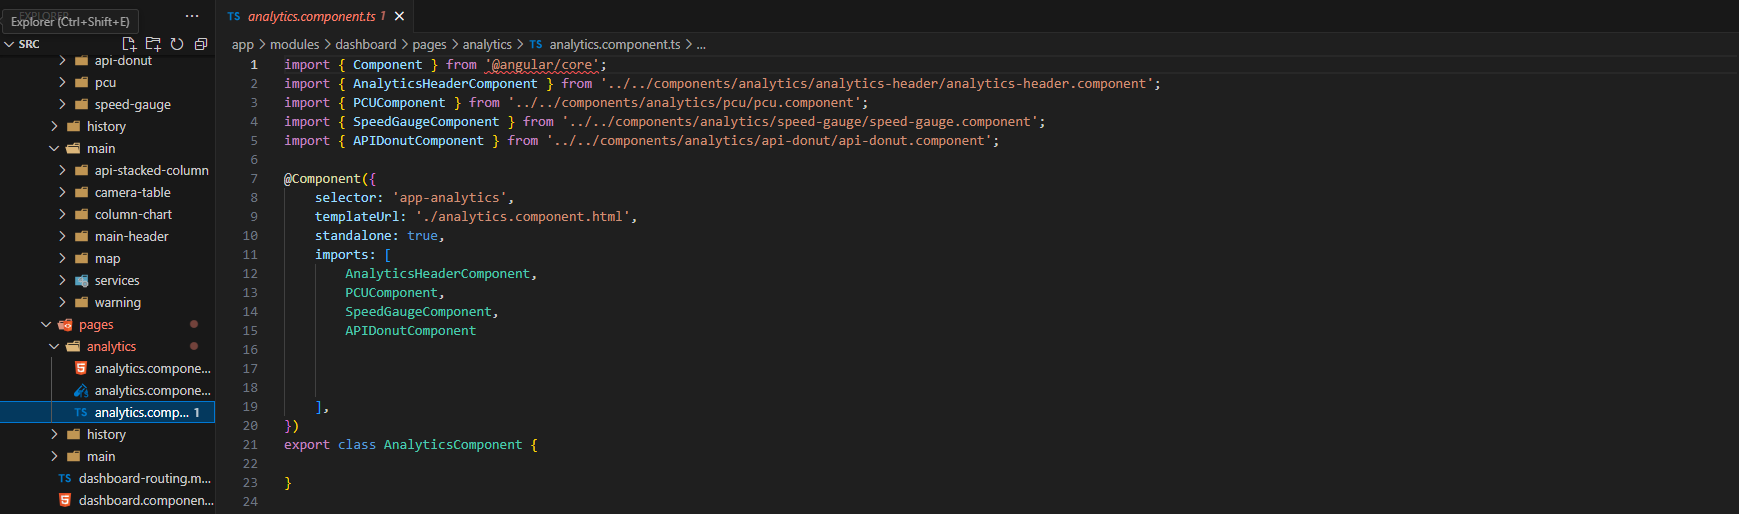 Explorer (Ctrl+Shift+E)
SRC
api-donut
pcu
speed-gauge
history
main
api-stacked-column
camera-table
column-chart
main-header
map
services
warning
pages
analytics
analytics.compone...
analytics.compone...
TS analytics.comp... 1
history
main
TS dashboard-routing.m...
dashboard.componen...
TS analytics.component.ts 1
app > modules > dashboard > pages > analytics > TS analytics.component.ts > ...
1 import { Component } from '@angular/core';
2 import { AnalyticsHeaderComponent } from '../../components/analytics/analytics-header/analytics-header.component';
3 import { PCUComponent } from '../../components/analytics/pcu/pcu.component';
4 import { SpeedGaugeComponent } from '../../components/analytics/speed-gauge/speed-gauge.component';
5 import { APIDonutComponent } from '../../components/analytics/api-donut/api-donut.component';
6
7 @Component({
8 selector: 'app-analytics',
9 templateUrl: './analytics.component.html',
10 standalone: true,
11 imports: [
12 AnalyticsHeaderComponent,
13 PCUComponent,
14 SpeedGaugeComponent,
15 APIDonutComponent
16
17
18
19 ],
20 })
21 export class AnalyticsComponent {
22
23 }
24